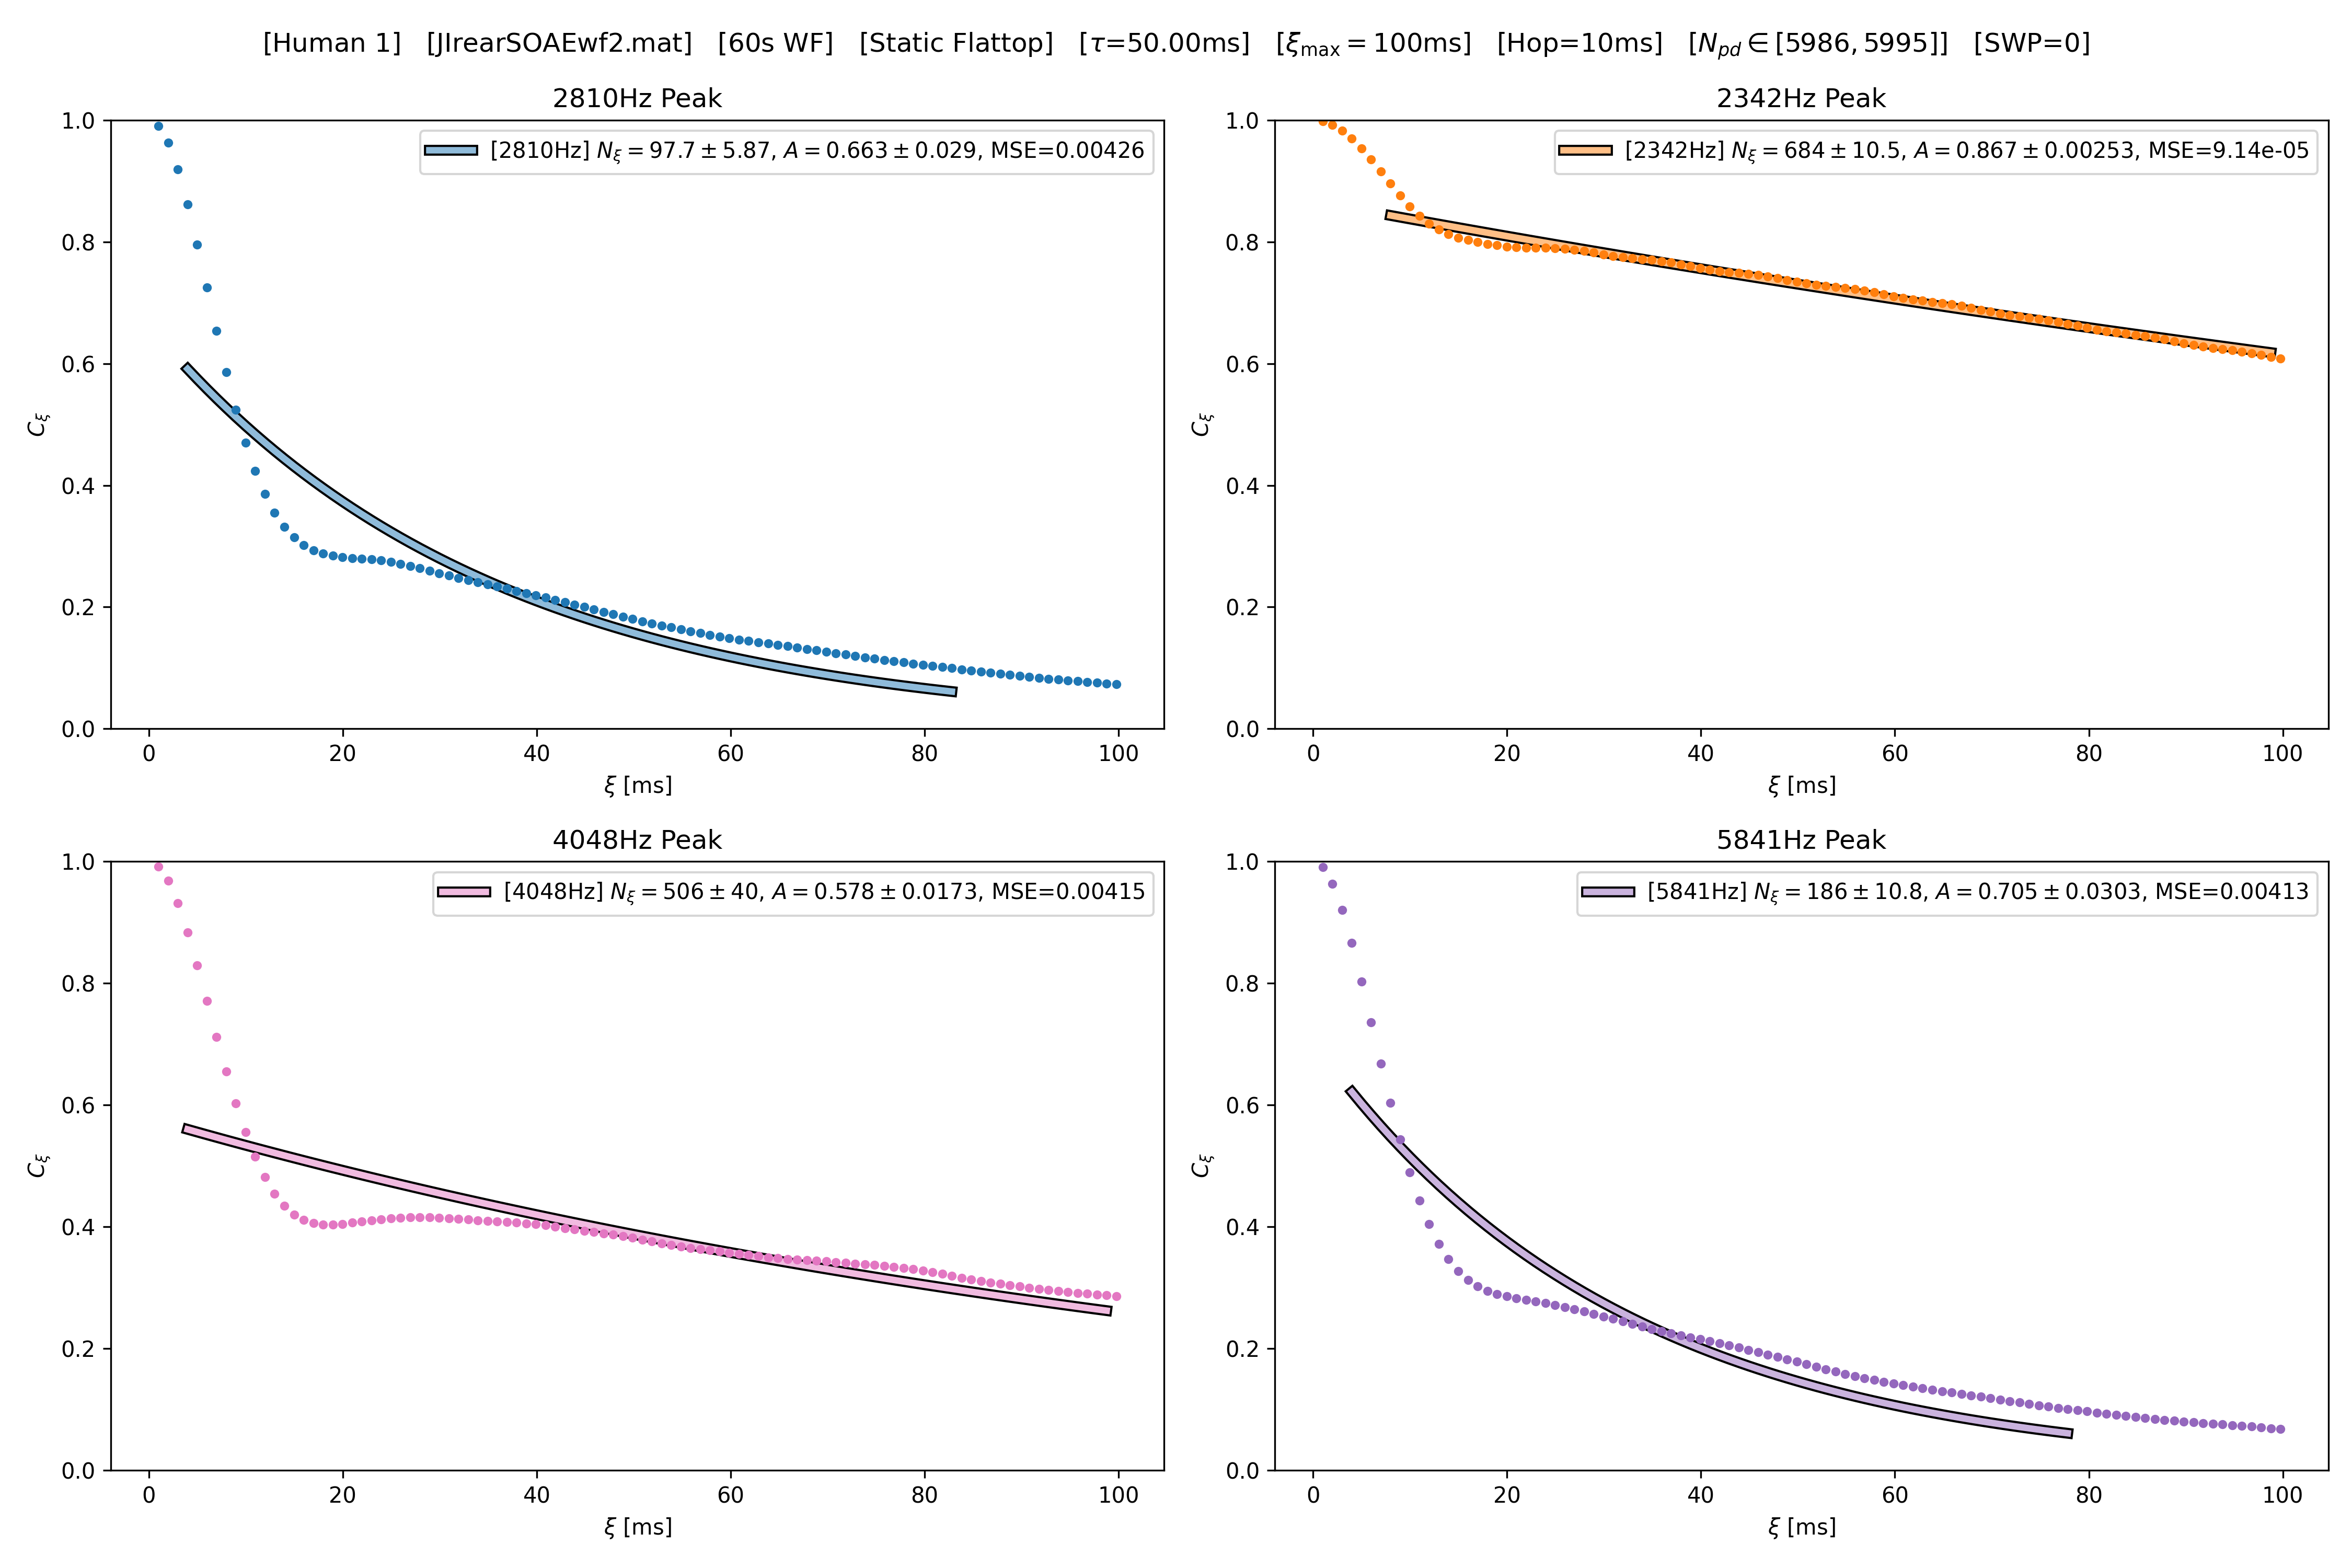 [Human 1] [JIrearSOAEwf2.mat] [60s WF] [Static Flattop] [τ=50.00ms] [ξmax = 100ms] [Hop=10ms] [Npd ∈ [5986, 5995]] [SWP=0]
2810Hz Peak
[2810Hz] Nξ = 97.7 ± 5.87, A = 0.663 ± 0.029, MSE=0.00426
1.0
0.8
0.6
0.4
0.2
0.0
Cξ
0 20 40 60 80 100
ξ [ms]
2342Hz Peak
[2342Hz] Nξ = 684 ± 10.5, A = 0.867 ± 0.00253, MSE=9.14e-05
1.0
0.8
0.6
0.4
0.2
0.0
Cξ
0 20 40 60 80 100
ξ [ms]
4048Hz Peak
[4048Hz] Nξ = 506 ± 40, A = 0.578 ± 0.0173, MSE=0.00415
1.0
0.8
0.6
0.4
0.2
0.0
Cξ
0 20 40 60 80 100
ξ [ms]
5841Hz Peak
[5841Hz] Nξ = 186 ± 10.8, A = 0.705 ± 0.0303, MSE=0.00413
1.0
0.8
0.6
0.4
0.2
0.0
Cξ
0 20 40 60 80 100
ξ [ms]